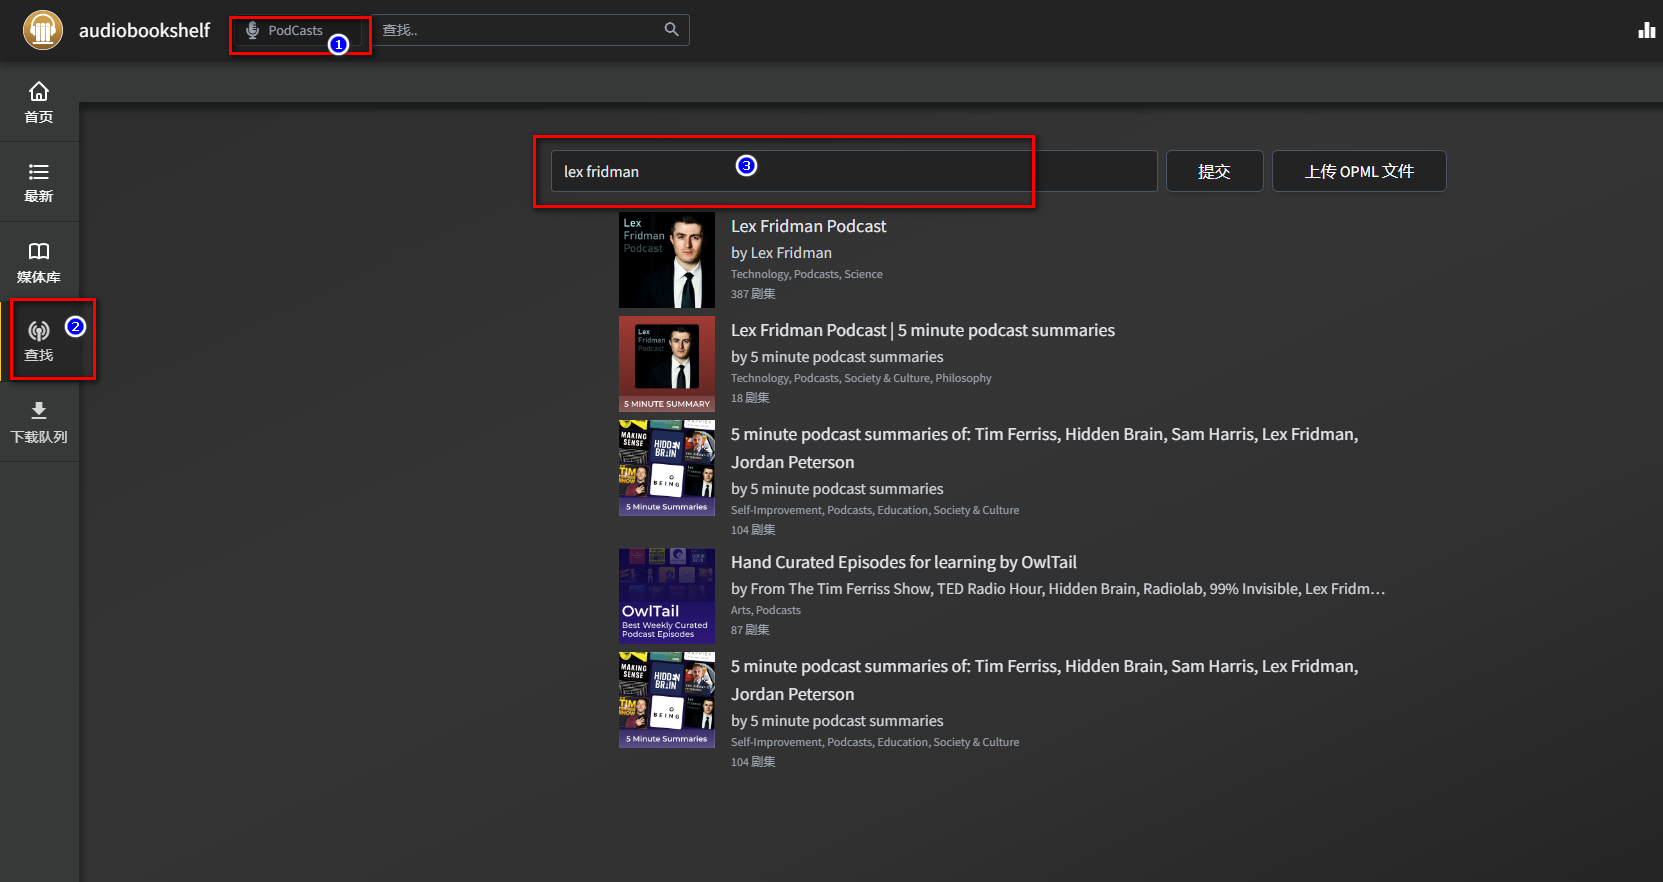 audiobookshelf
PodCasts
1
查找..
首页
最新
媒体库
查找
2
下载队列
lex fridman
3
提交
上传 OPML 文件
Lex
Fridman
Podcast
Lex Fridman Podcast
by Lex Fridman
Technology, Podcasts, Science
387 剧集
Lex
Fridman
Podcast
5 MINUTE SUMMARY
Lex Fridman Podcast | 5 minute podcast summaries
by 5 minute podcast summaries
Technology, Podcasts, Society & Culture, Philosophy
18 剧集
MAKING
SENSE
HIDDEN
BRAIN
TIM
BEING
5 Minute Summaries
5 minute podcast summaries of: Tim Ferriss, Hidden Brain, Sam Harris, Lex Fridman,
Jordan Peterson
by 5 minute podcast summaries
Self-Improvement, Podcasts, Education, Society & Culture
104 剧集
OwlTail
Best Weekly Curated
Podcast Episodes
Hand Curated Episodes for learning by OwlTail
by From The Tim Ferriss Show, TED Radio Hour, Hidden Brain, Radiolab, 99% Invisible, Lex Fridm…
Arts, Podcasts
87 剧集
MAKING
SENSE
HIDDEN
BRAIN
TIM
BEING
5 Minute Summaries
5 minute podcast summaries of: Tim Ferriss, Hidden Brain, Sam Harris, Lex Fridman,
Jordan Peterson
by 5 minute podcast summaries
Self-Improvement, Podcasts, Education, Society & Culture
104 剧集